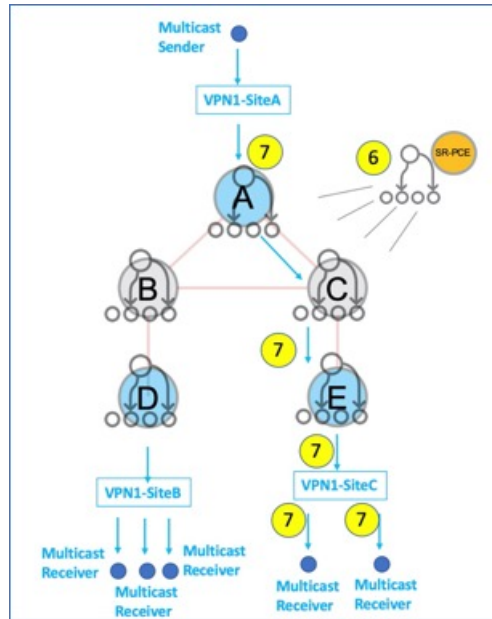 Multicast
Sender
VPN1-SiteA
7
6
SR-PCE
A
B
C
7
D
E
7
VPN1-SiteB
VPN1-SiteC
7
7
Multicast
Receiver
Multicast
Receiver
Multicast
Receiver
Multicast
Receiver
Multicast
Receiver